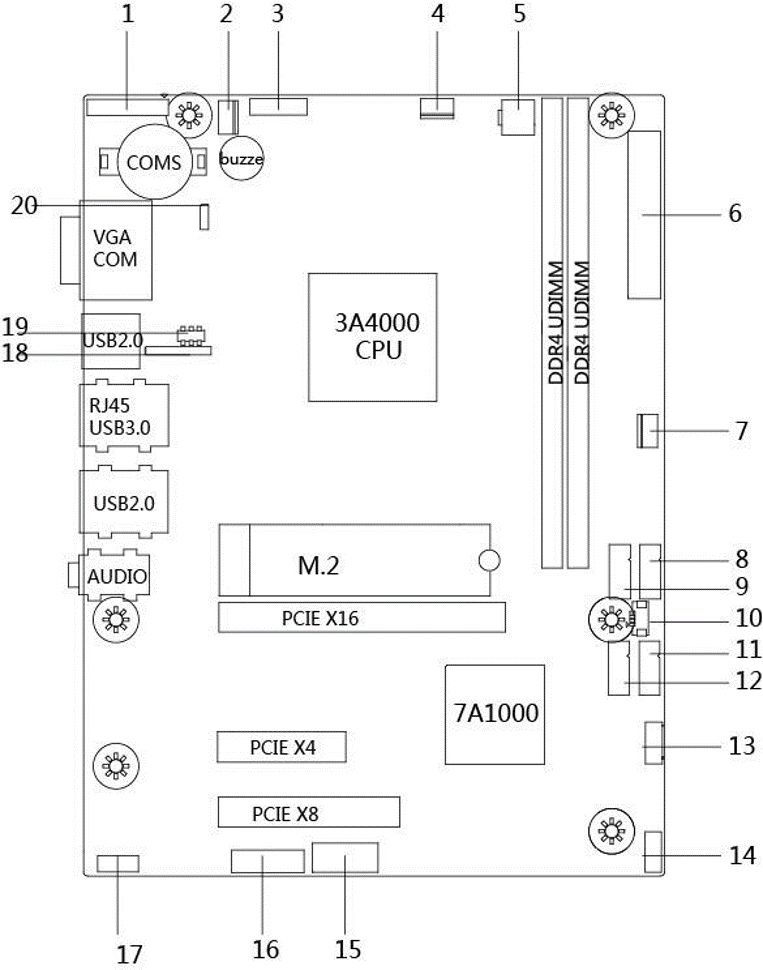 1
2
3
4
5
COMS
buzze
20
VGA
COM
6
3A4000
CPU
DDR4 UDIMM
DDR4 UDIMM
19
USB2.0
18
RJ45
USB3.0
7
USB2.0
M.2
8
AUDIO
9
PCIE X16
10
11
12
7A1000
13
PCIE X4
PCIE X8
14
17
16
15